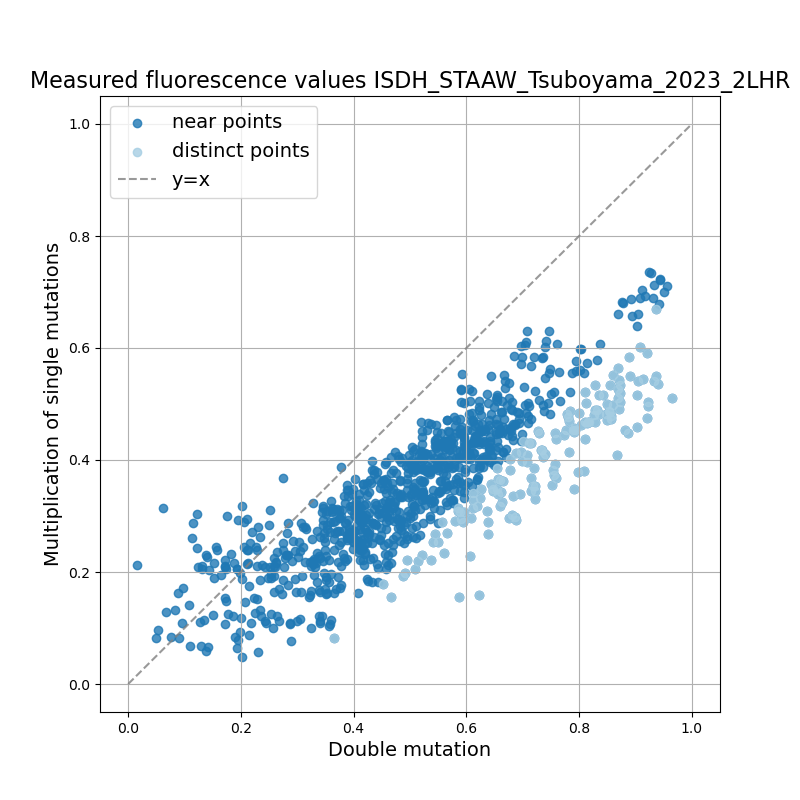 Measured fluorescence values ISDH_STAAW_Tsuboyama_2023_2LHR
near points
distinct points
y=x
Multiplication of single mutations
1.0
0.8
0.6
0.4
0.2
0.0
0.0 0.2 0.4 0.6 0.8 1.0
Double mutation